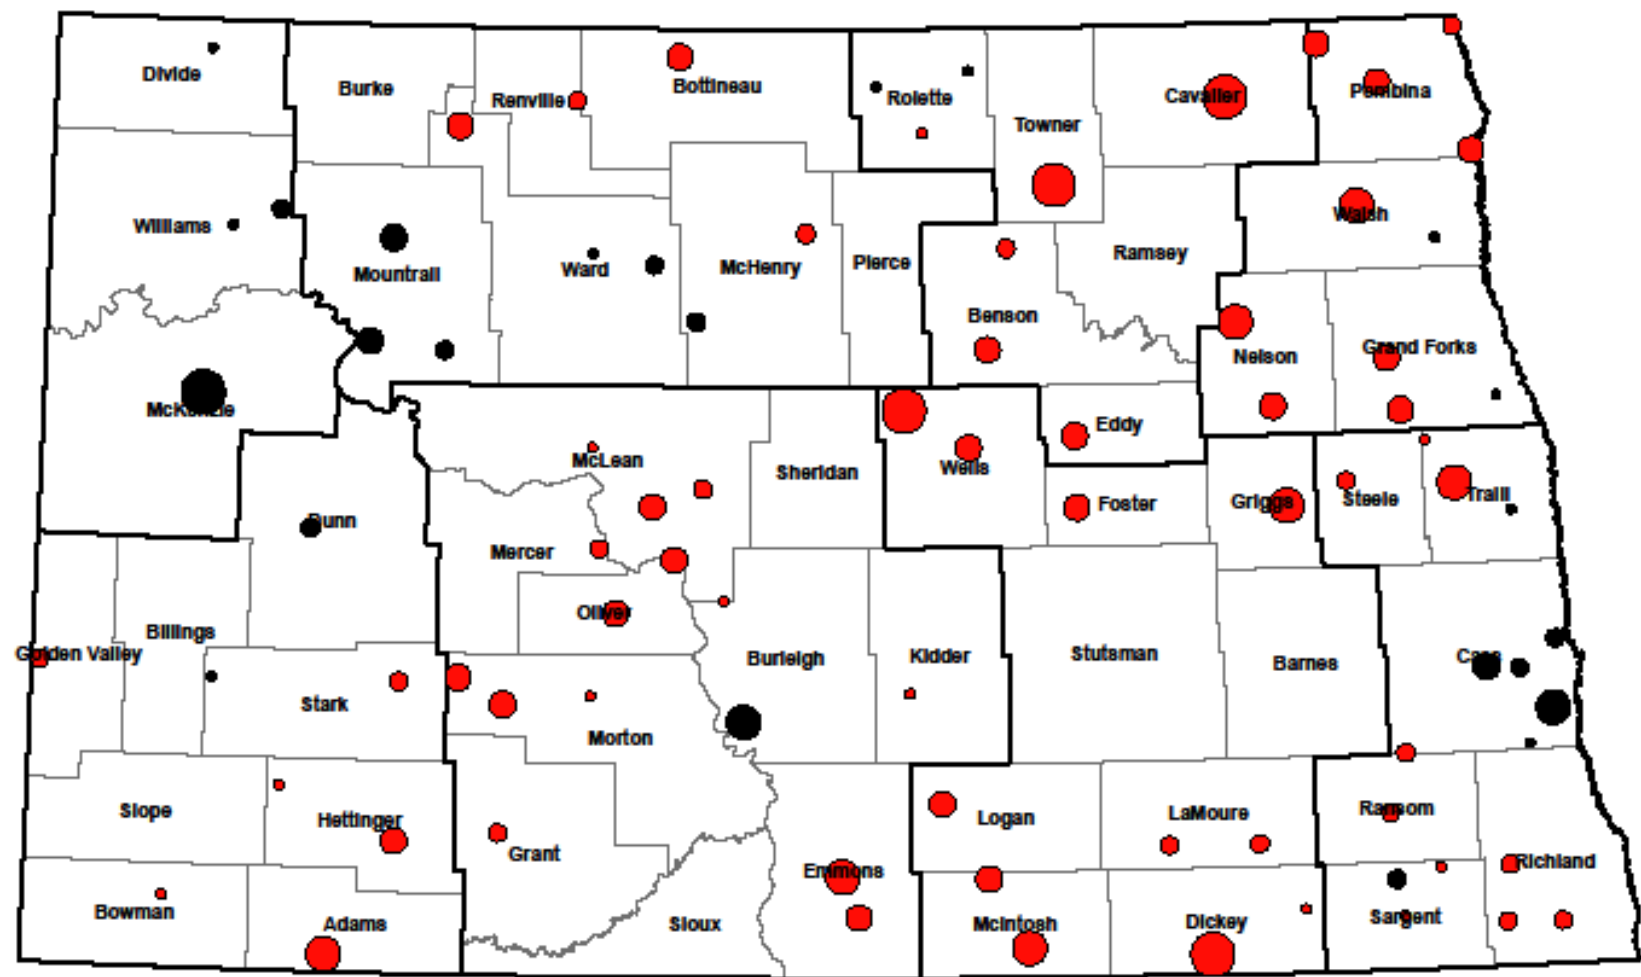 Divide
Burke
Renville
Bottineau
Rolette
Towner
Cavalier
Pembina
Williams
Mountrail
Ward
McHenry
Pierce
Ramsey
Walsh
Benson
Nelson
Grand Forks
McKenzie
McLean
Sheridan
Wells
Eddy
Foster
Griggs
Steele
Traill
Dunn
Mercer
Oliver
Billings
Golden Valley
Stark
Morton
Burleigh
Kidder
Stutsman
Barnes
Cass
Slope
Hettinger
Grant
Emmons
Logan
LaMoure
Ransom
Richland
Bowman
Adams
Sioux
McIntosh
Dickey
Sargent